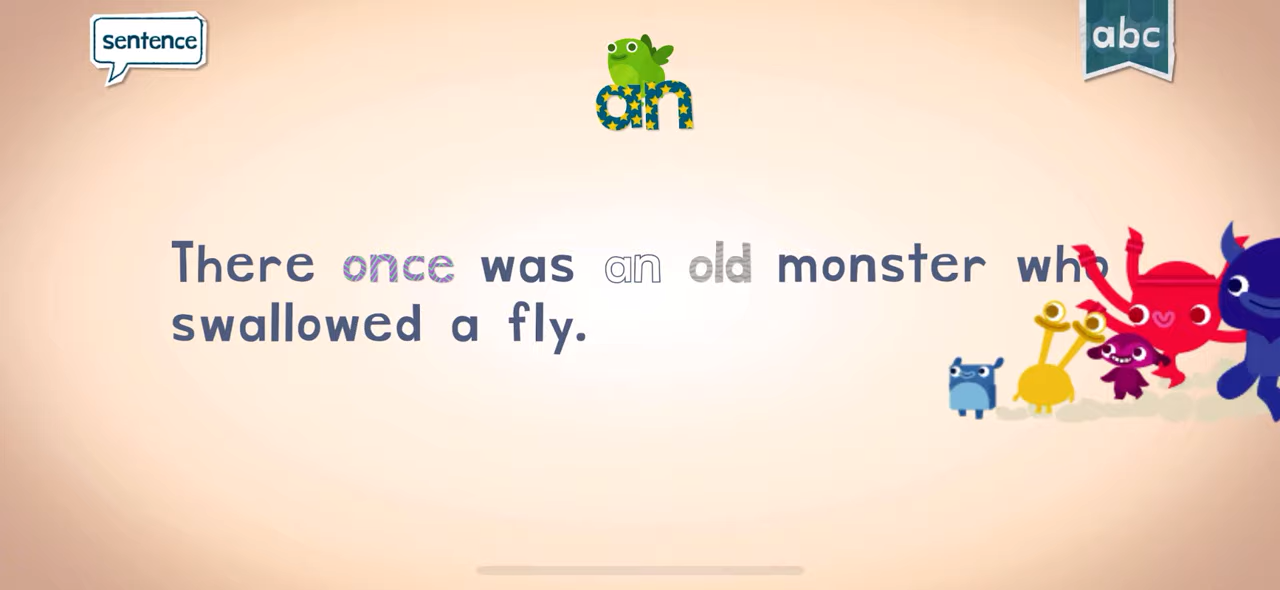 sentence
abc
an
There once was an old monster who
swallowed a fly.